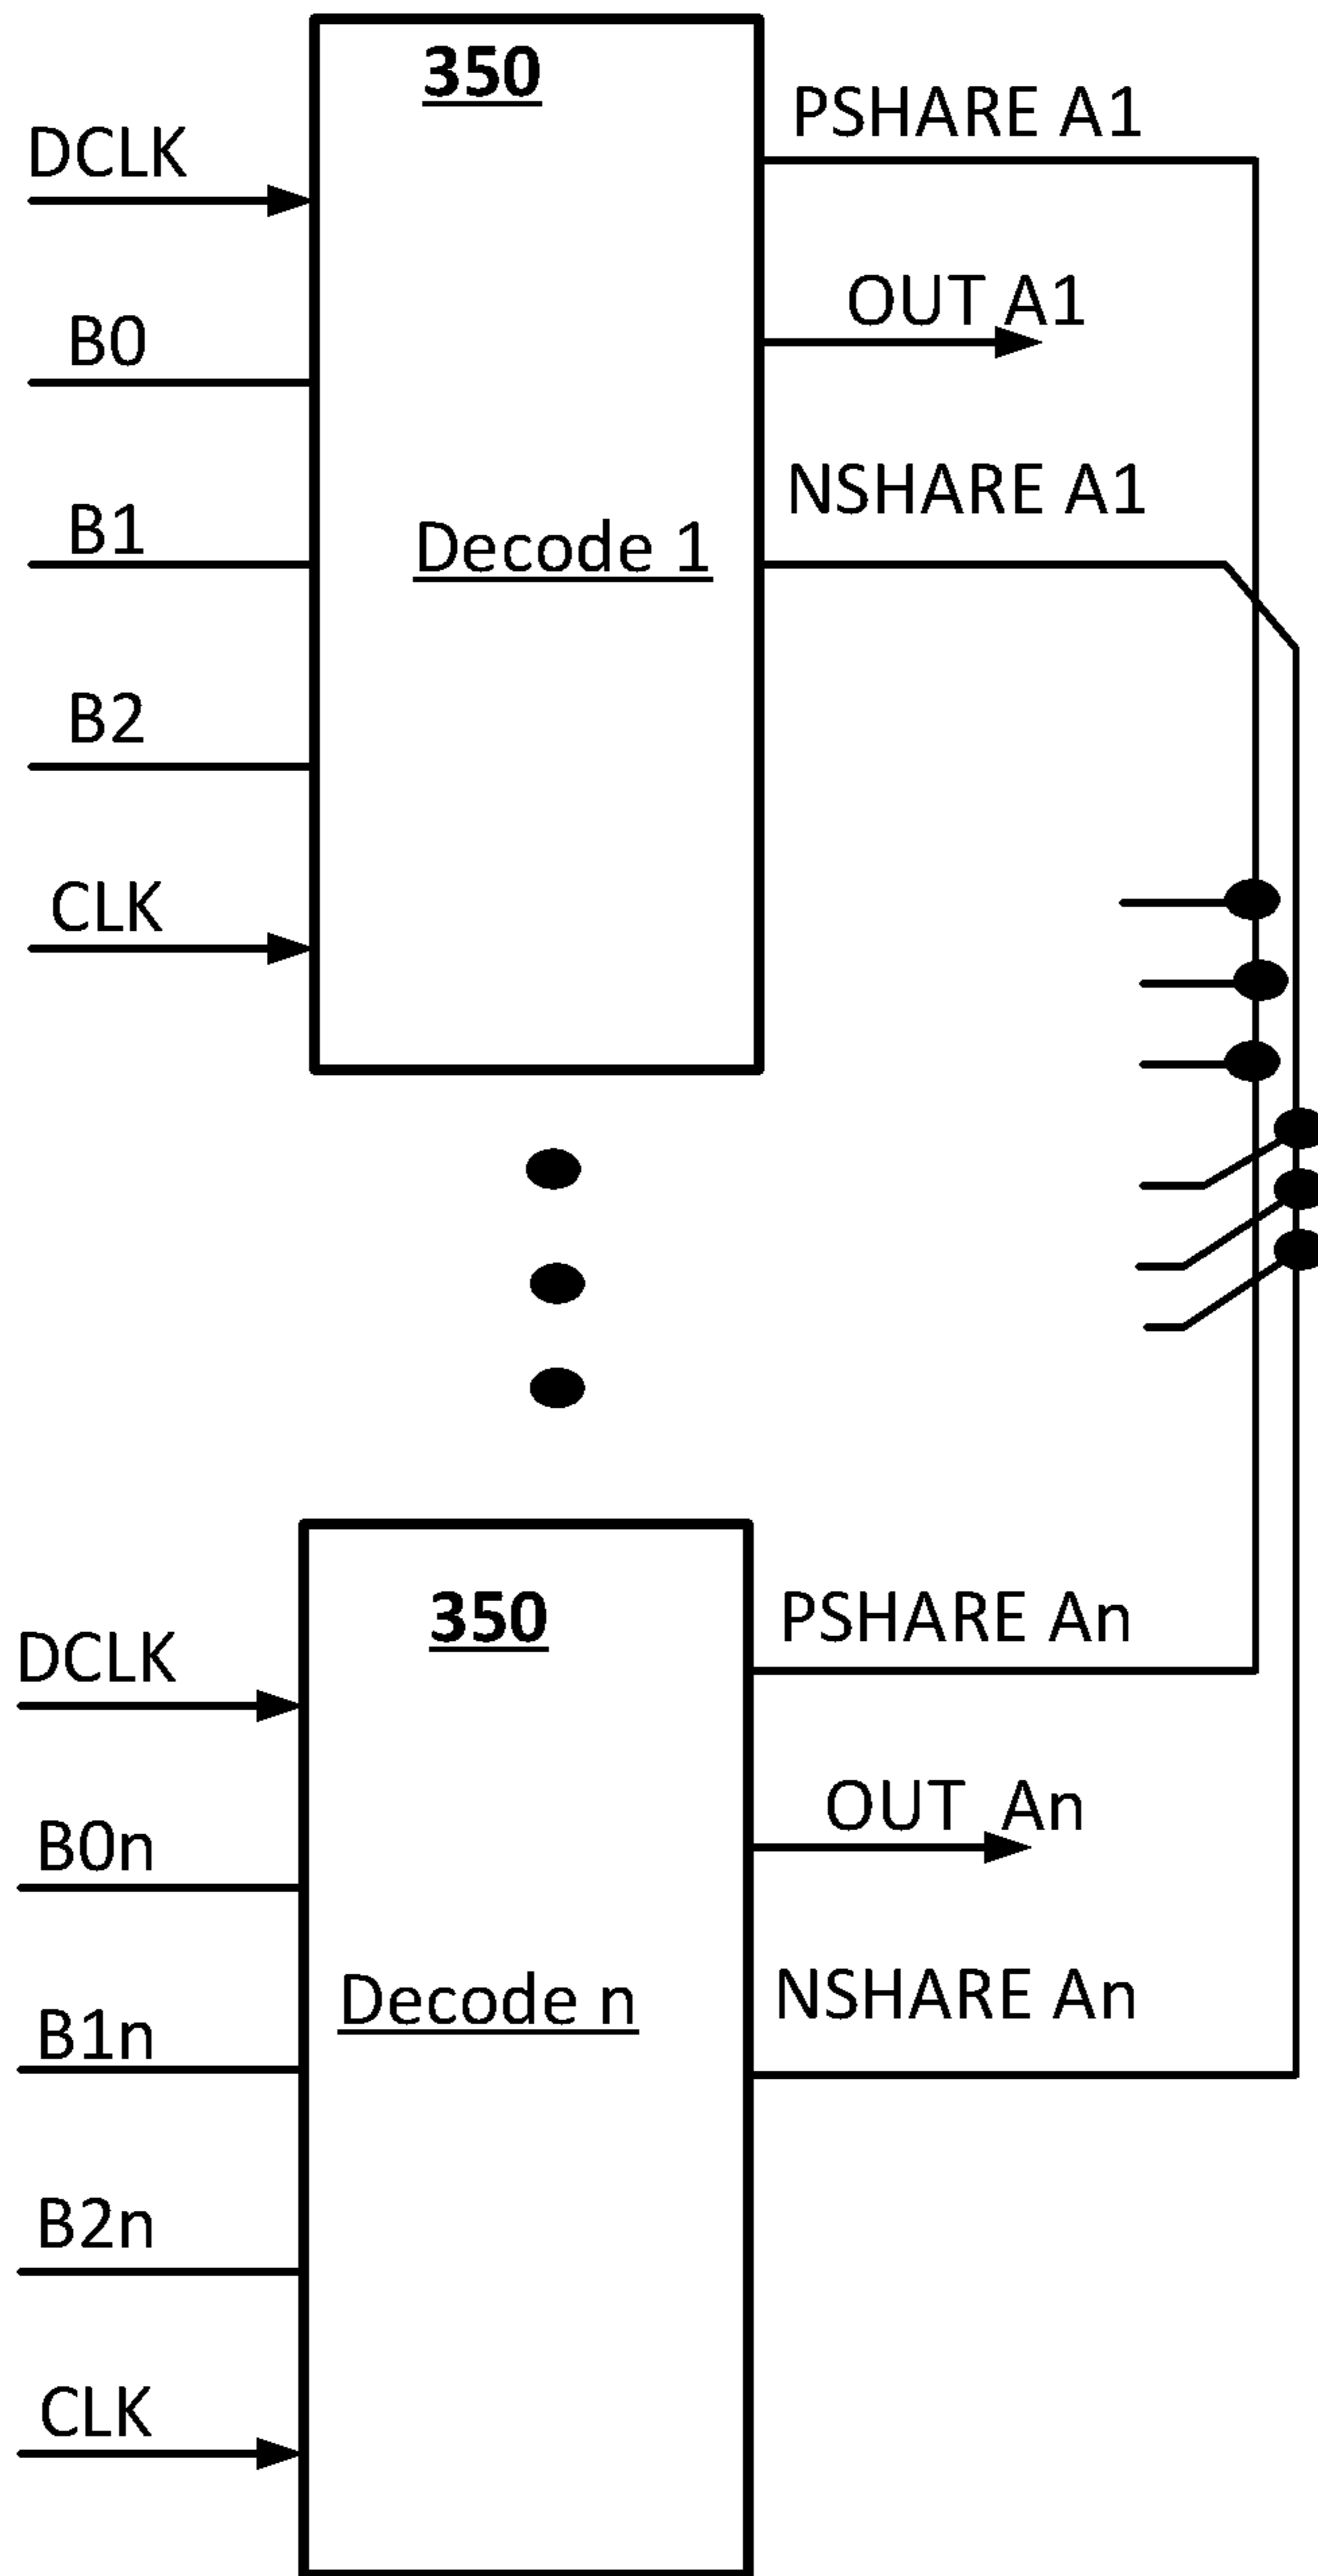 350
DCLK
PSHARE A1
B0
OUT A1
B1
NSHARE A1
Decode 1
B2
CLK
350
DCLK
PSHARE An
B0n
OUT An
B1n
NSHARE An
Decode n
B2n
CLK